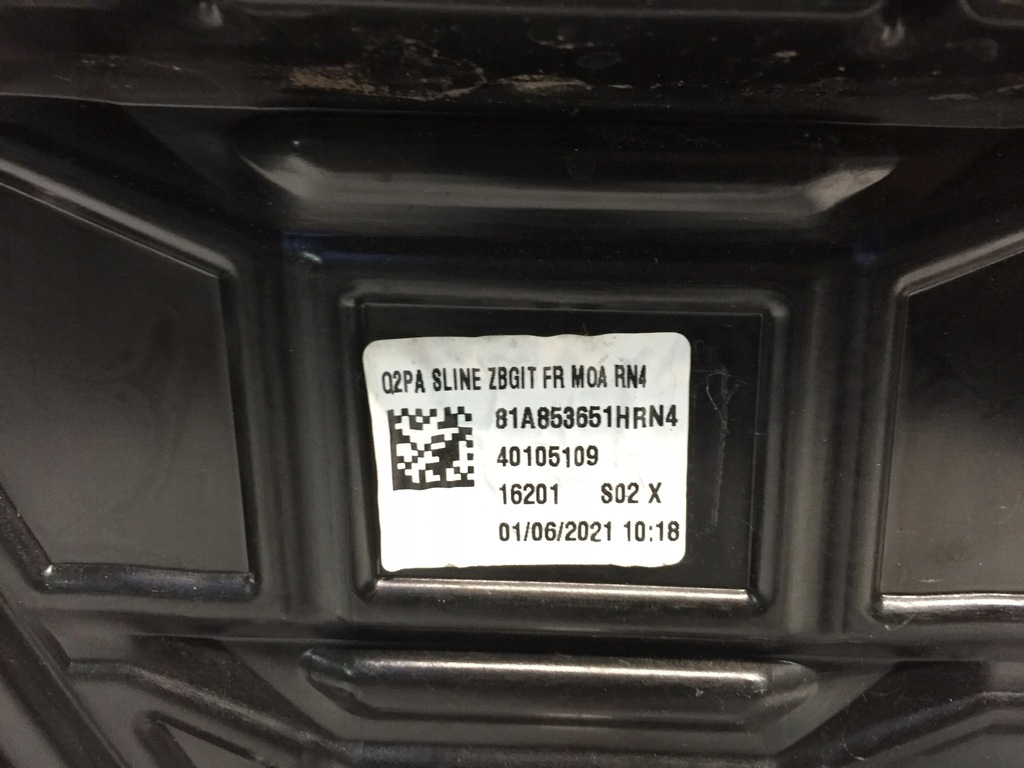 Q2PA SLINE ZBGIT FR MOA RN4
81A853651HRN4
40105109
16201 S02 X
01/06/2021 10:18